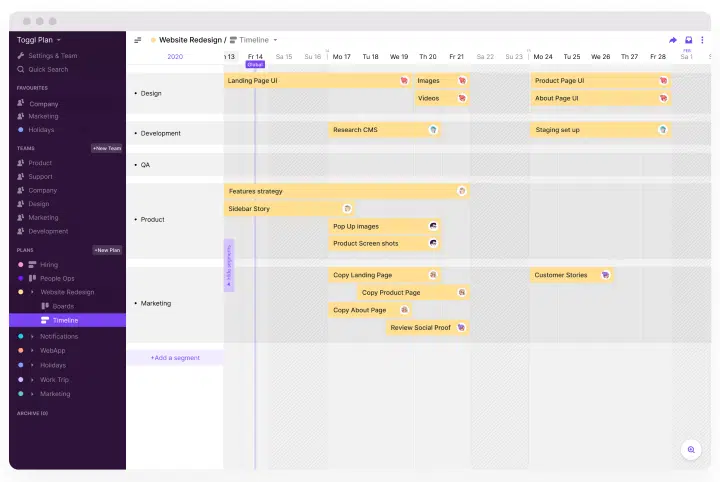 Toggl Plan
Settings & Team
Quick Search
FAVOURITES
Company
Marketing
Holidays
TEAMS
+New Team
Product
Support
Company
Design
Marketing
Development
PLANS
+New Plan
Hiring
People Ops
Website Redesign
Boards
Timeline
Notifications
WebApp
Holidays
Work Trip
Marketing
ARCHIVE (0)
Website Redesign / Timeline
2020
13 Fr 14 Sa 15 Su 16 Mo 17 Tu 18 We 19 Th 20 Fr 21 Sa 22 Su 23 Mo 24 Tu 25 We 26 Th 27 Fr 28 Sa 1
FEB
Global
Design
Landing Page UI
Images
Product Page UI
Videos
About Page UI
Development
Research CMS
Staging set up
QA
Product
Features strategy
Sidebar Story
Pop Up images
Product Screen shots
Marketing
Copy Landing Page
Customer Stories
Copy Product Page
Copy About Page
Review Social Proof
+Add a segment